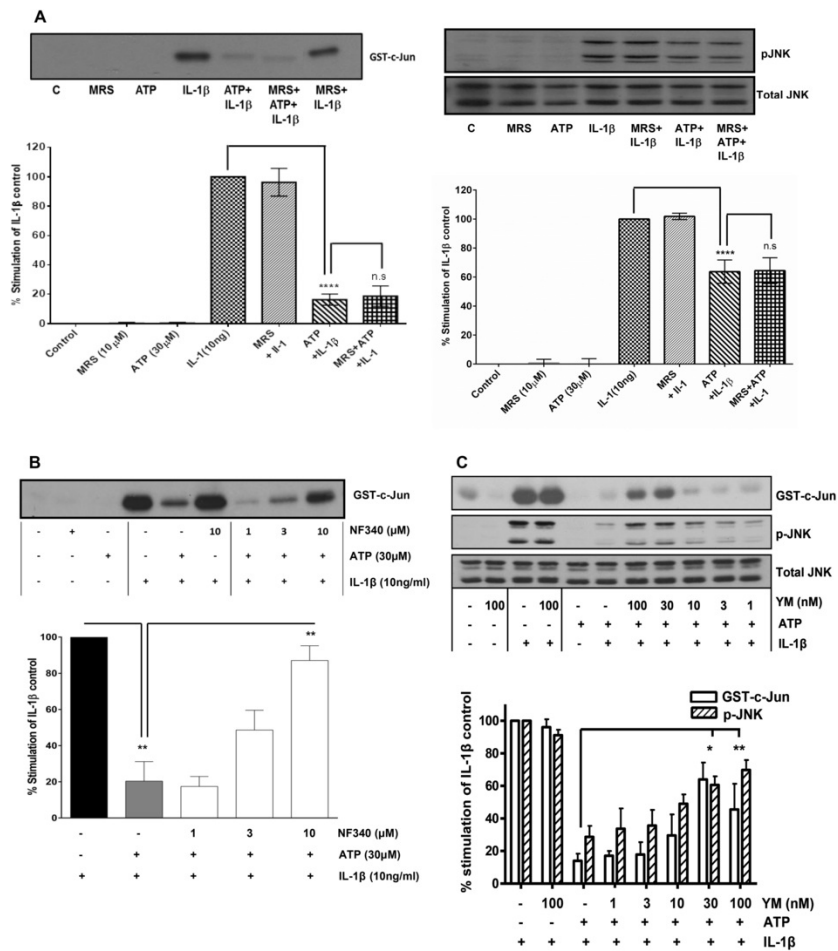 A
GST-c-Jun
C MRS ATP IL-1β ATP+ IL-1β MRS+ ATP+ IL-1β MRS+ IL-1β
% Stimulation of IL-1β control
120
100
80
60
40
20
0
**** n.s
Control MRS (10µM) ATP (30µM) IL-1(10ng) MRS + Il-1 ATP +IL-1β MRS+ATP +IL-1
pJNK
Total JNK
C MRS ATP IL-1β MRS+ IL-1β ATP+ IL-1β MRS+ ATP+ IL-1β
% Stimulation of IL-1β control
120
100
80
60
40
20
0
**** n.s
Control MRS (10µM) ATP (30µM) IL-1(10ng) MRS + Il-1 ATP +IL-1β MRS+ATP +IL-1
B
GST-c-Jun
- + - - - 10 1 3 10 NF340 (µM)
- - + - + - + + + ATP (30µM)
- - - + + + + + + IL-1β (10ng/ml)
% Stimulation of IL-1β control
100
80
60
40
20
0
** **
- - 1 3 10 NF340 (µM)
- + + + + ATP (30µM)
+ + + + + IL-1β (10ng/ml)
C
GST-c-Jun
p-JNK
Total JNK
- 100 - 100 - - 100 30 10 3 1 YM (nM)
- - - - + + + + + + + ATP
- - + + - + + + + + + IL-1β
GST-c-Jun
p-JNK
% stimulation of IL-1β control
100
80
60
40
20
0
* **
- 100 - 1 3 10 30 100 YM (nM)
- - + + + + + + ATP
+ + + + + + + + IL-1β